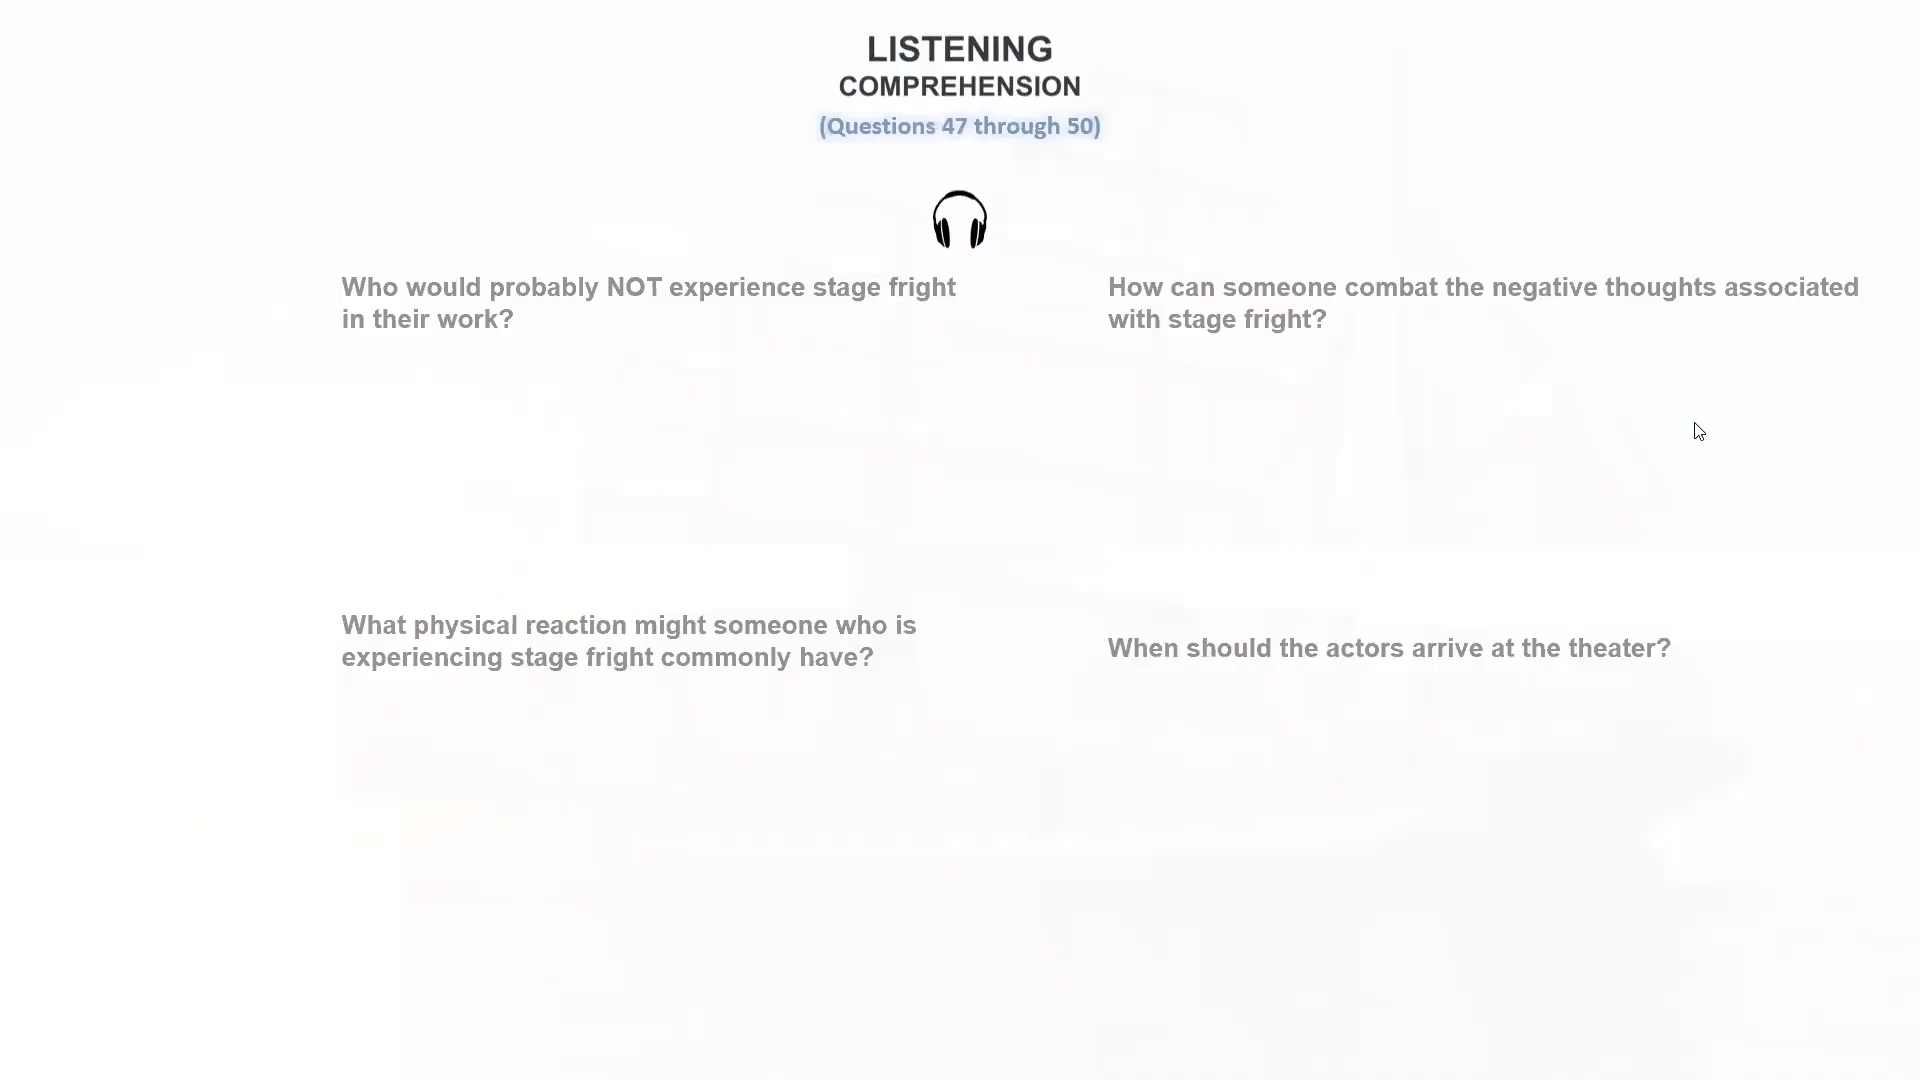 LISTENING
COMPREHENSION
(Questions 47 through 50)
Who would probably NOT experience stage fright
in their work?
How can someone combat the negative thoughts associated
with stage fright?
What physical reaction might someone who is
experiencing stage fright commonly have?
When should the actors arrive at the theater?